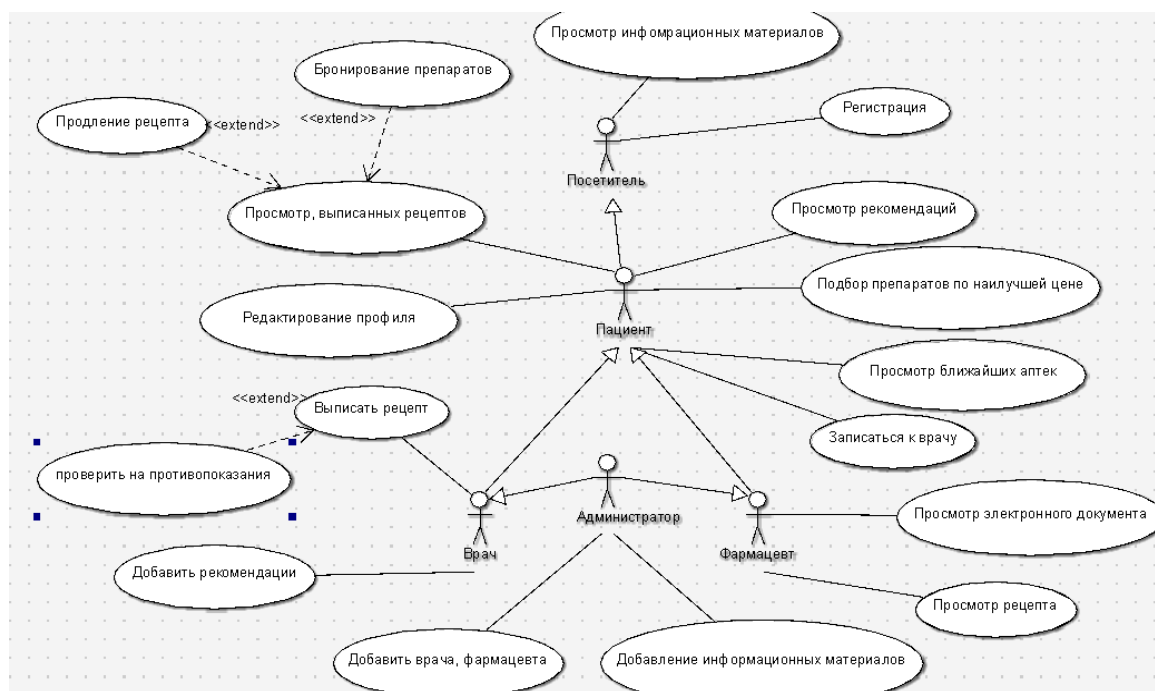 Просмотр инфомрационных материалов
Бронирование препаратов
Регистрация
Продление рецепта
<<extend>>
<<extend>>
Посетитель
Просмотр рекомендаций
Просмотр, выписанных рецептов
Подбор препаратов по наилучшей цене
Редактирование профиля
Пациент
Просмотр ближайших аптек
<<extend>>
Выписать рецепт
Записаться к врачу
проверить на противопоказания
Просмотр электронного документа
Администратор
Врач
Фармацевт
Добавить рекомендации
Просмотр рецепта
Добавить врача, фармацевта
Добавление информационных материалов